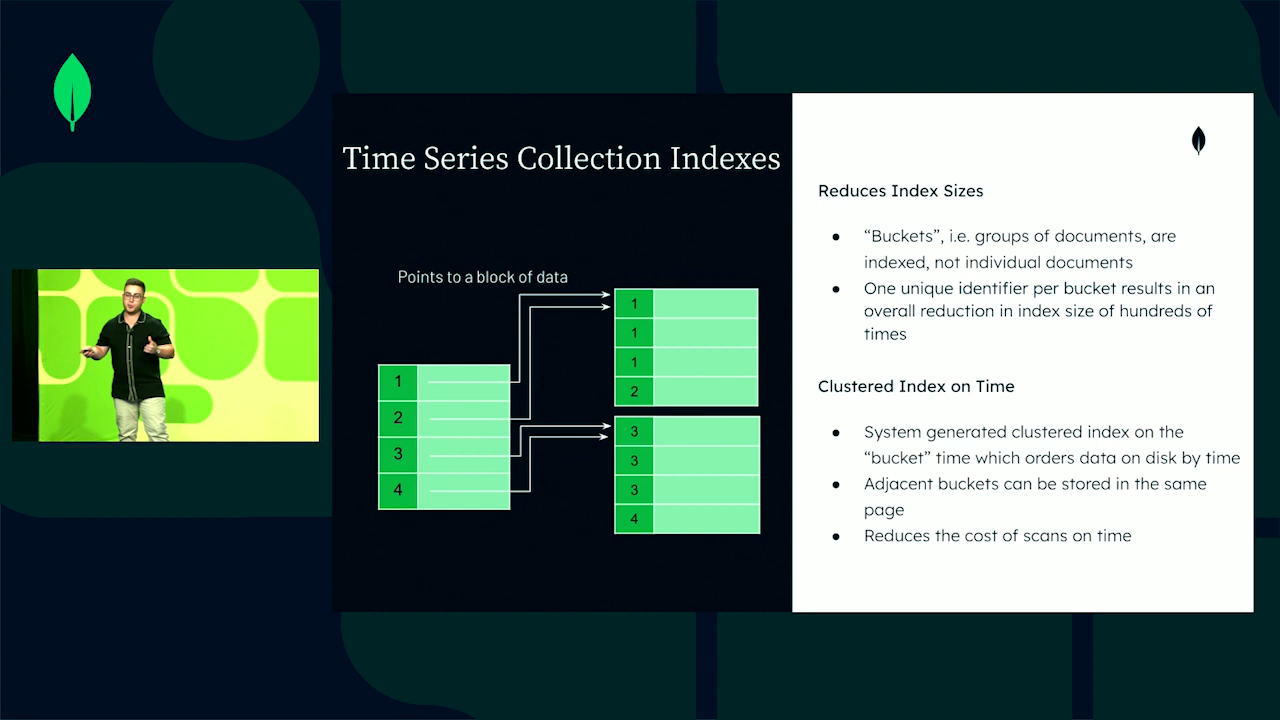 Time Series Collection Indexes
Points to a block of data
1
2
3
4
1
1
1
2
3
3
3
4
Reduces Index Sizes
● “Buckets”, i.e. groups of documents, are
indexed, not individual documents
● One unique identifier per bucket results in an
overall reduction in index size of hundreds of
times
Clustered Index on Time
● System generated clustered index on the
“bucket” time which orders data on disk by time
● Adjacent buckets can be stored in the same
page
● Reduces the cost of scans on time